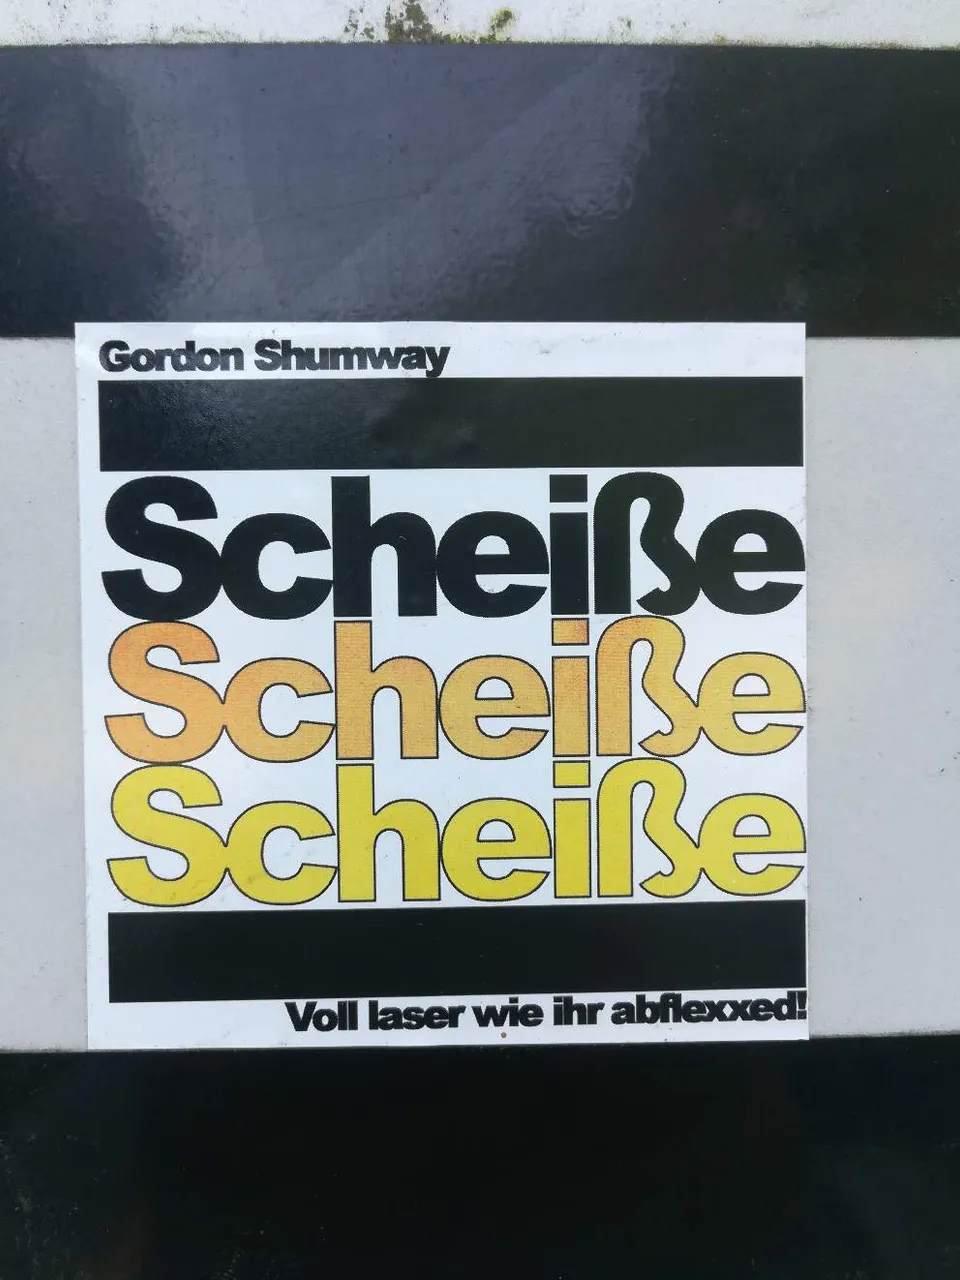 Gordon Shumway
Scheiße
Scheiße
Scheiße
Voll laser wie ihr abflexxed!